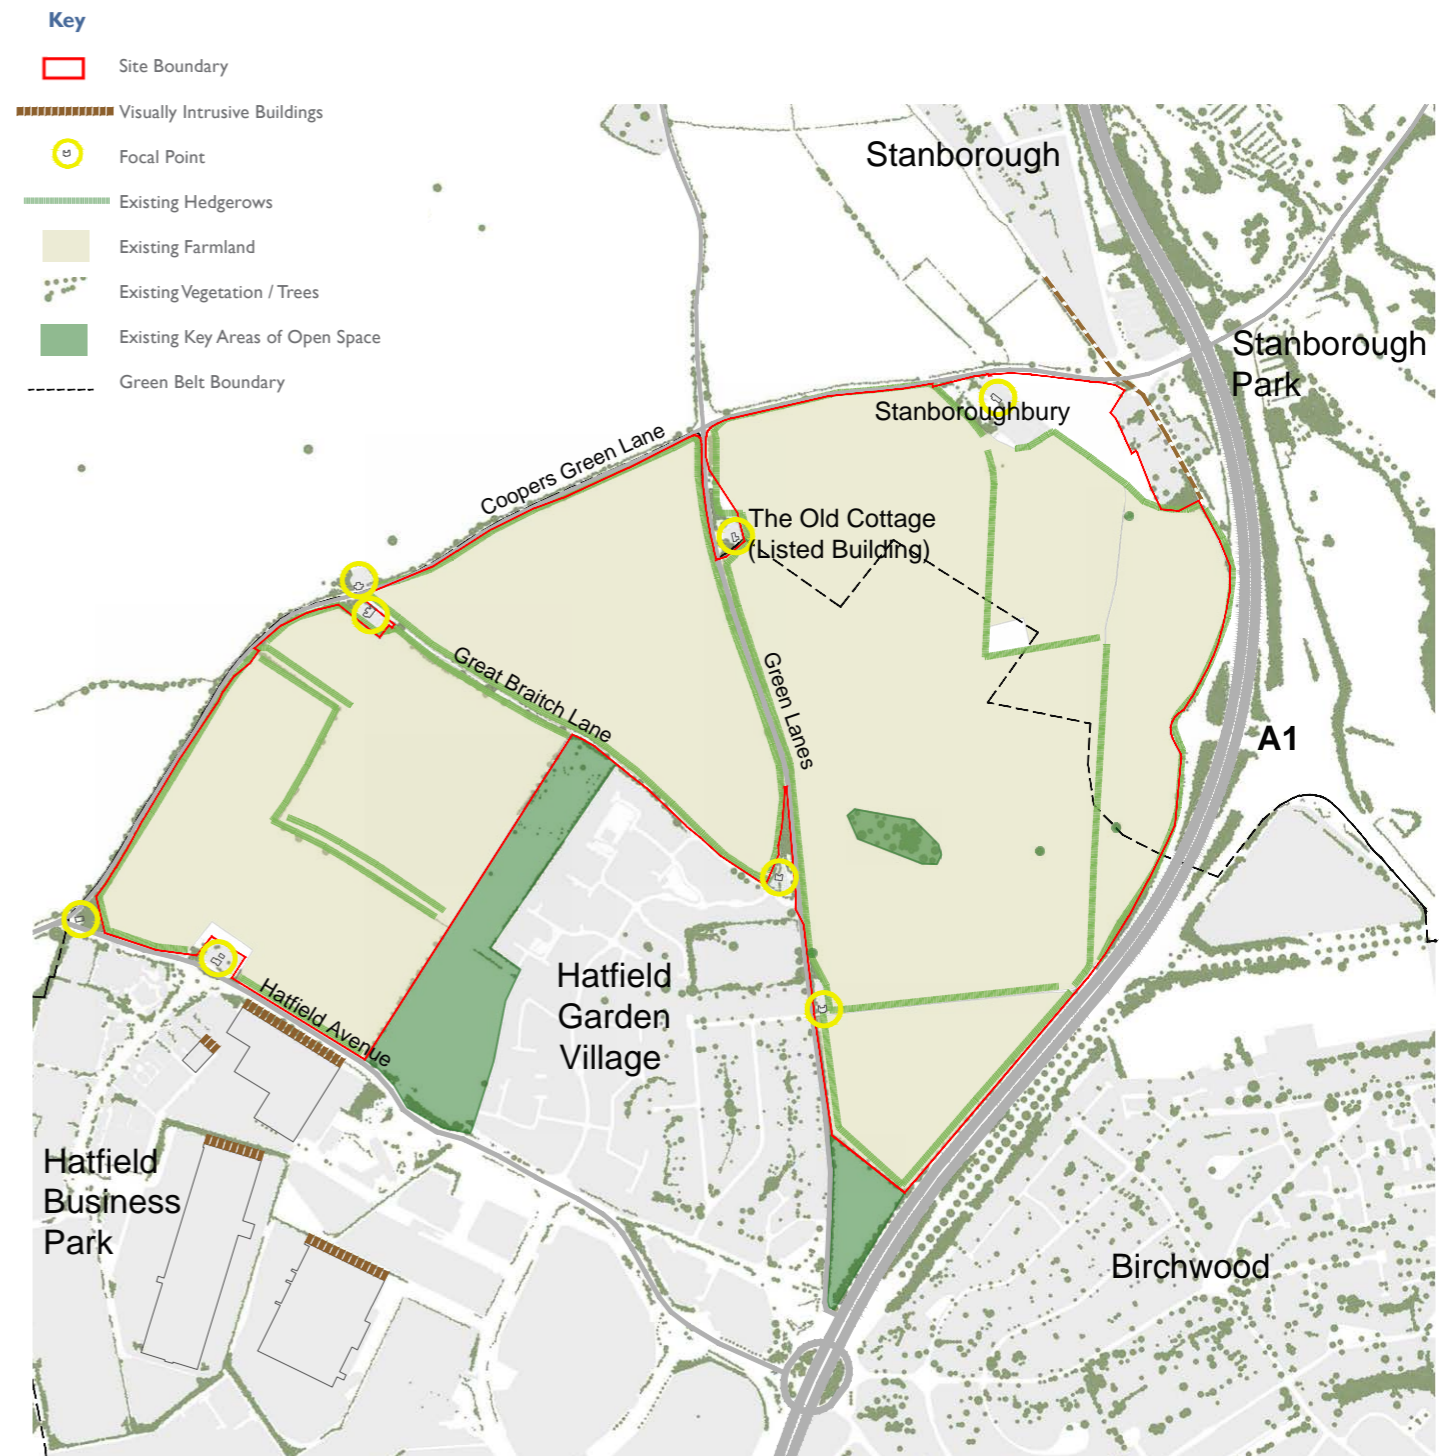 Key
Site Boundary
Visually Intrusive Buildings
Focal Point
Existing Hedgerows
Existing Farmland
Existing Vegetation / Trees
Existing Key Areas of Open Space
Green Belt Boundary
Stanborough
Stanborough
Park
Stanboroughbury
Coopers Green Lane
The Old Cottage
(Listed Building)
Great Braitch Lane
Green Lanes
A1
Hatfield
Garden
Village
Hatfield Avenue
Hatfield
Business
Park
Birchwood